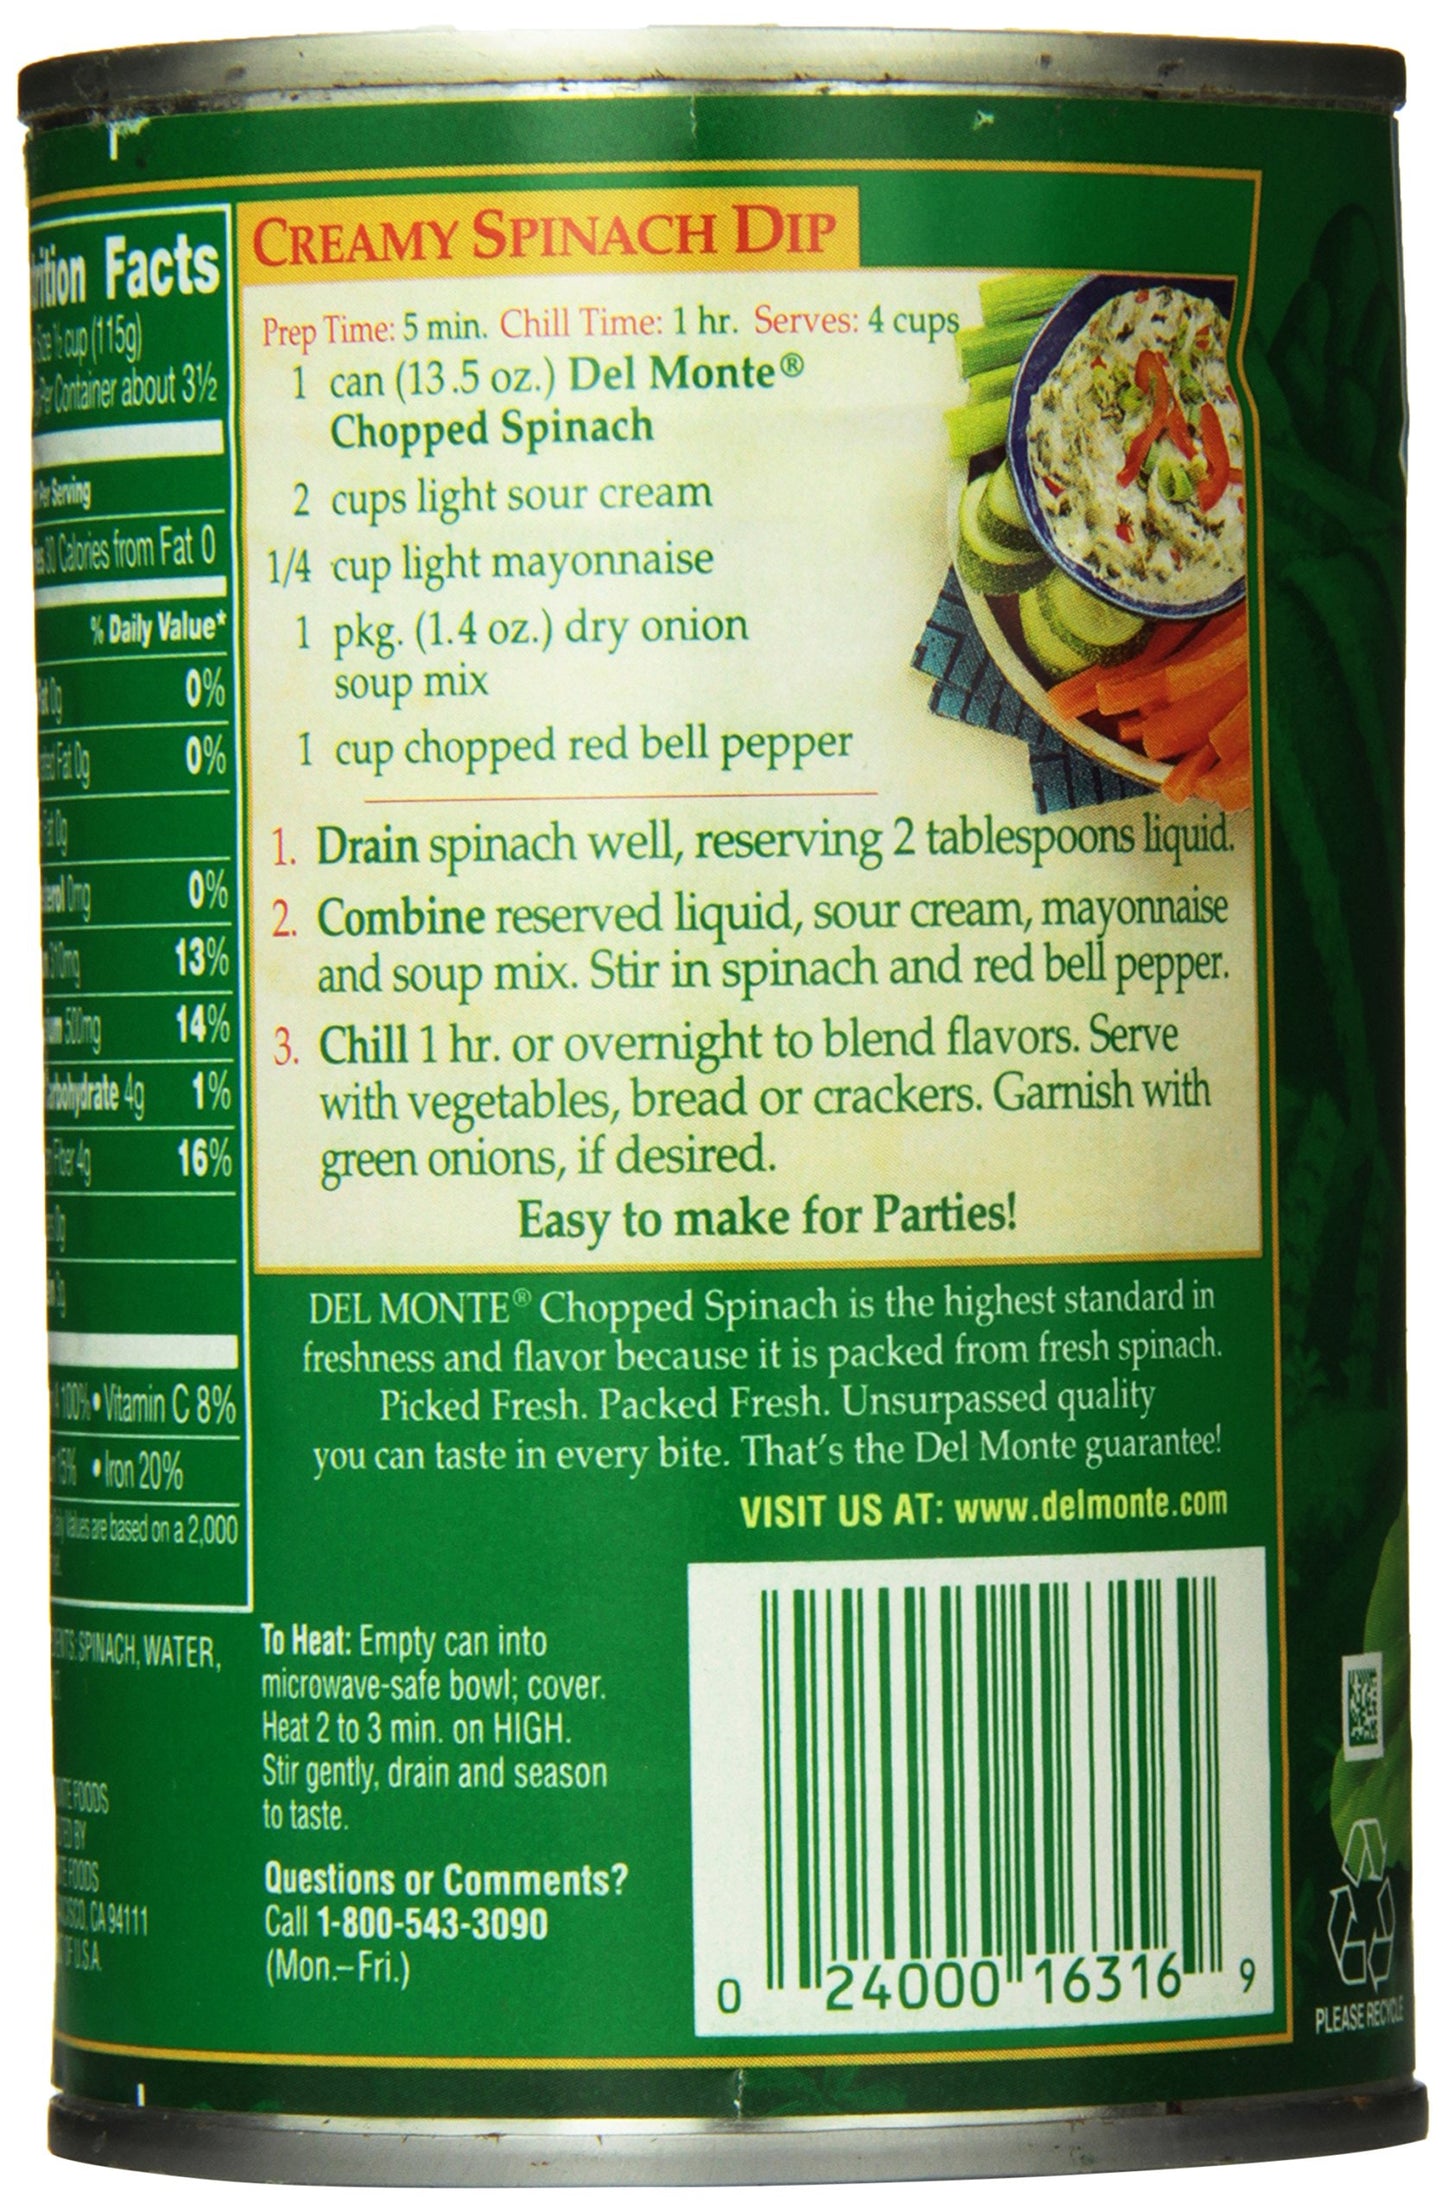 Facts
cup (115g)
Container about 3½
Per Serving
Calories from Fat 0
% Daily Value*
0g 0%
Fat 0g 0%
Fat 0g
0mg 0%
13%
500mg 14%
4g 1%
Fiber 4g 16%
0g
100% • Vitamin C 8%
• Iron 20%
Values are based on a 2,000
SPINACH, WATER,
FOODS
BY
FOODS
CA 94111
U.S.A.
CREAMY SPINACH DIP
Prep Time: 5 min. Chill Time: 1 hr. Serves: 4 cups
1 can (13.5 oz.) Del Monte®
Chopped Spinach
2 cups light sour cream
1/4 cup light mayonnaise
1 pkg. (1.4 oz.) dry onion
soup mix
1 cup chopped red bell pepper
1. Drain spinach well, reserving 2 tablespoons liquid.
2. Combine reserved liquid, sour cream, mayonnaise
and soup mix. Stir in spinach and red bell pepper.
3. Chill 1 hr. or overnight to blend flavors. Serve
with vegetables, bread or crackers. Garnish with
green onions, if desired.
Easy to make for Parties!
DEL MONTE® Chopped Spinach is the highest standard in
freshness and flavor because it is packed from fresh spinach.
Picked Fresh. Packed Fresh. Unsurpassed quality
you can taste in every bite. That's the Del Monte guarantee!
VISIT US AT: www.delmonte.com
To Heat: Empty can into
microwave-safe bowl; cover.
Heat 2 to 3 min. on HIGH.
Stir gently, drain and season
to taste.
Questions or Comments?
Call 1-800-543-3090
(Mon.–Fri.)
0 24000 16316 9
PLEASE RECYCLE